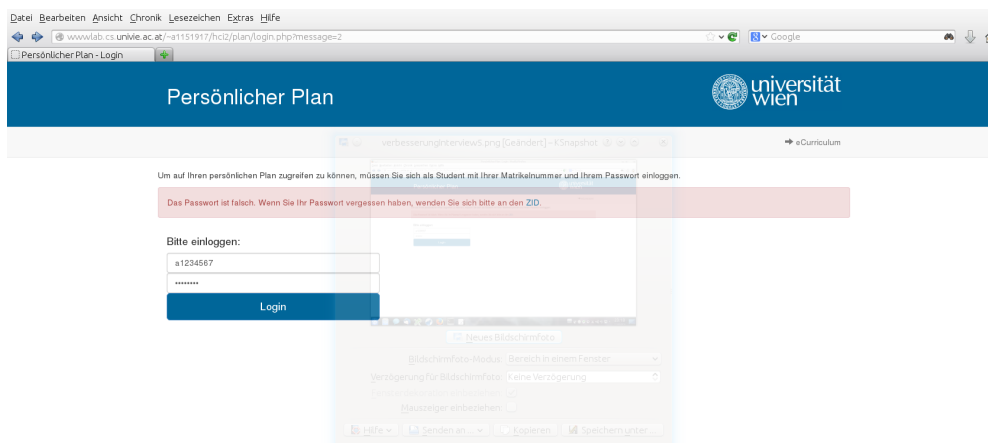 Datei Bearbeiten Ansicht Chronik Lesezeichen Extras Hilfe
wwwlab.cs.univie.ac.at/~a1151917/hci2/plan/login.php?message=2
Google
Persönlicher Plan - Login
Persönlicher Plan
universität
wien
verbesserunginterview5.png [Geändert] - KSnapshot
eCurriculum
Um auf Ihren persönlichen Plan zugreifen zu können, müssen Sie sich als Student mit Ihrer Matrikelnummer und Ihrem Passwort einloggen.
Das Passwort ist falsch. Wenn Sie Ihr Passwort vergessen haben, wenden Sie sich bitte an den ZID.
Bitte einloggen:
a1234567
Login
Neues Bildschirmfoto
Bildschirmfoto-Modus: Bereich in einem Fenster
Verzögerung für Bildschirmfoto: Keine Verzögerung
Mauszeiger einbeziehen:
Hilfe Senden an ... Kopieren Speichern unter...